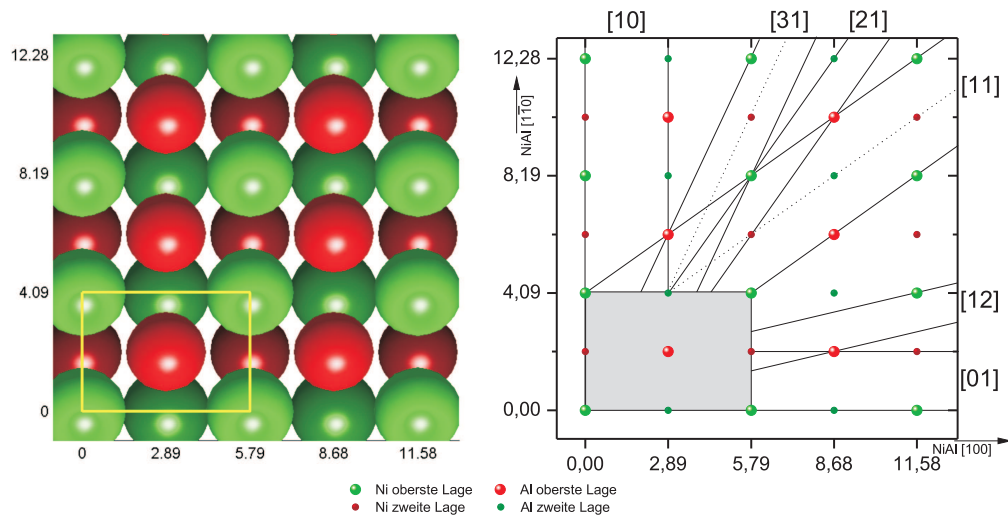 12.28
8.19
4.09
0
0 2.89 5.79 8.68 11.58
[10] [31] [21]
[11]
[12]
[01]
12,28
8,19
4,09
0,00
NiAl [11̅0]
0,00 2,89 5,79 8,68 11,58
NiAl [100]
Ni oberste Lage Al oberste Lage
Ni zweite Lage Al zweite Lage